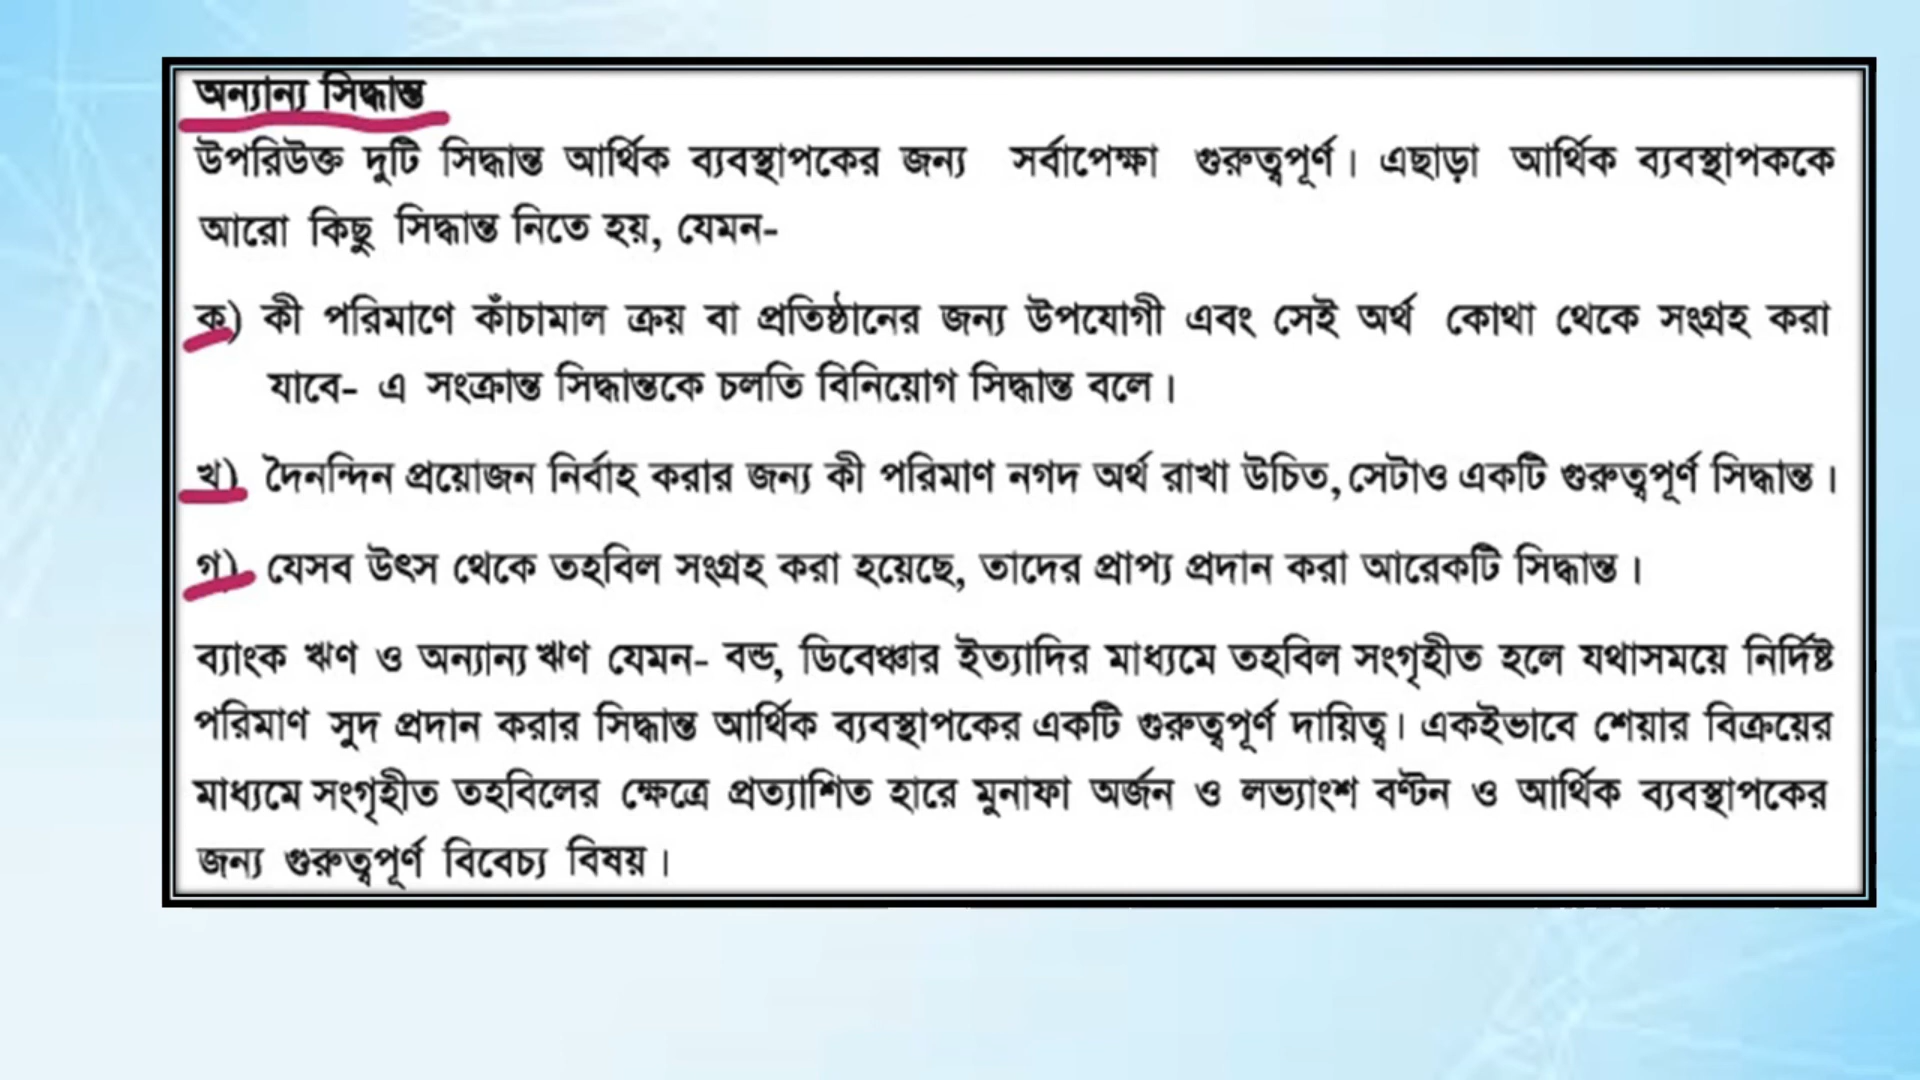 অন্যান্য সিদ্ধান্ত
উপরিউক্ত দুটি সিদ্ধান্ত আর্থিক ব্যবস্থাপকের জন্য সর্বাপেক্ষা গুরুত্বপূর্ণ। এছাড়া আর্থিক ব্যবস্থাপককে
আরো কিছু সিদ্ধান্ত নিতে হয়, যেমন-
ক) কী পরিমাণে কাঁচামাল ক্রয় বা প্রতিষ্ঠানের জন্য উপযোগী এবং সেই অর্থ কোথা থেকে সংগ্রহ করা
যাবে- এ সংক্রান্ত সিদ্ধান্তকে চলতি বিনিয়োগ সিদ্ধান্ত বলে।
খ) দৈনন্দিন প্রয়োজন নির্বাহ করার জন্য কী পরিমাণ নগদ অর্থ রাখা উচিত, সেটাও একটি গুরুত্বপূর্ণ সিদ্ধান্ত।
গ) যেসব উৎস থেকে তহবিল সংগ্রহ করা হয়েছে, তাদের প্রাপ্য প্রদান করা আরেকটি সিদ্ধান্ত।
ব্যাংক ঋণ ও অন্যান্য ঋণ যেমন- বন্ড, ডিবেঞ্চার ইত্যাদির মাধ্যমে তহবিল সংগৃহীত হলে যথাসময়ে নির্দিষ্ট
পরিমাণ সুদ প্রদান করার সিদ্ধান্ত আর্থিক ব্যবস্থাপকের একটি গুরুত্বপূর্ণ দায়িত্ব। একইভাবে শেয়ার বিক্রয়ের
মাধ্যমে সংগৃহীত তহবিলের ক্ষেত্রে প্রত্যাশিত হারে মুনাফা অর্জন ও লভ্যাংশ বণ্টন ও আর্থিক ব্যবস্থাপকের
জন্য গুরুত্বপূর্ণ বিবেচ্য বিষয়।